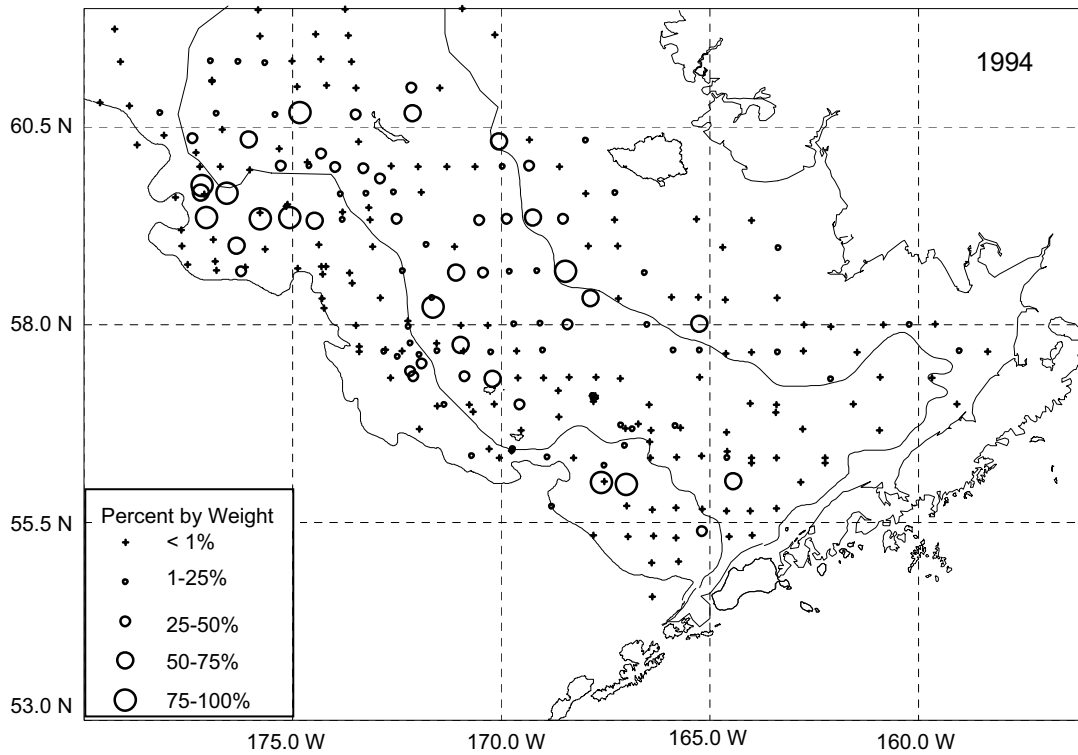 1994
60.5 N
58.0 N
55.5 N
53.0 N
Percent by Weight
< 1%
1-25%
25-50%
50-75%
75-100%
175.0 W
170.0 W
165.0 W
160.0 W